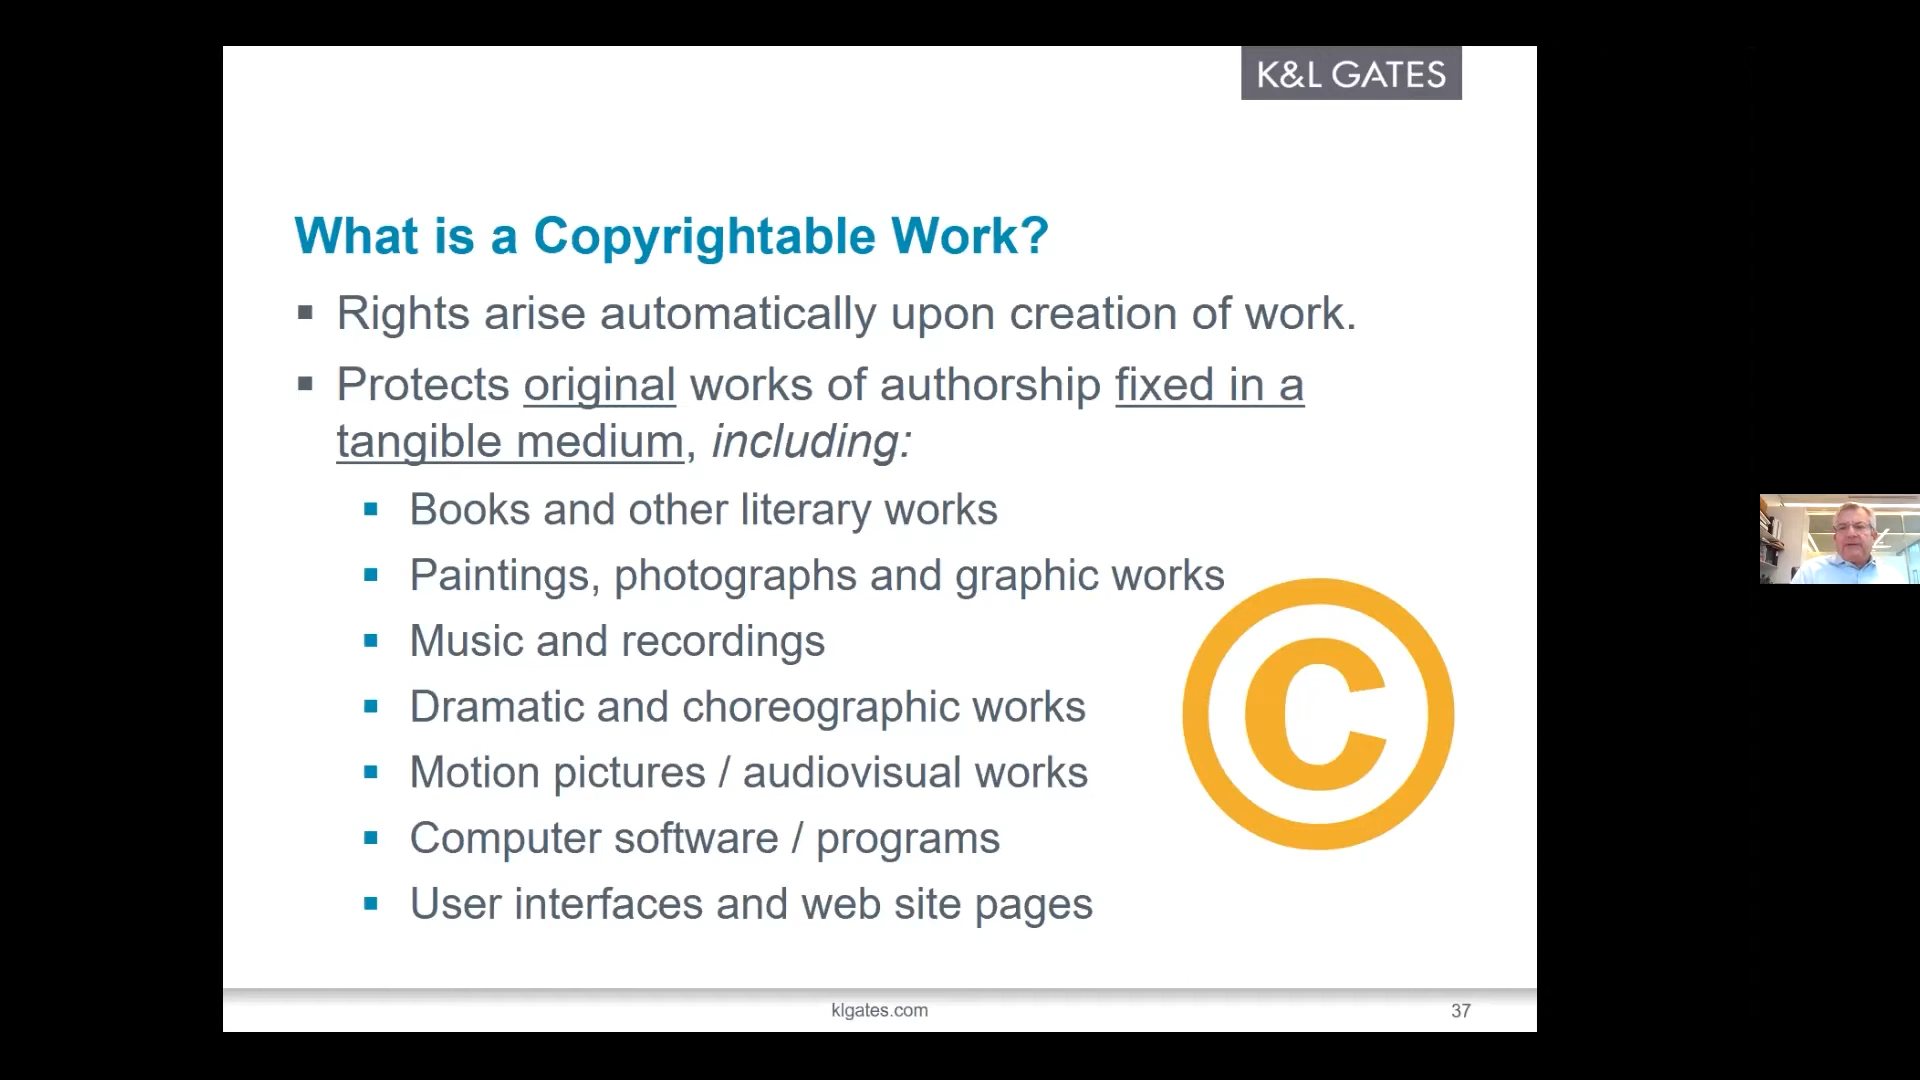 K&L GATES
What is a Copyrightable Work?
▪ Rights arise automatically upon creation of work.
▪ Protects original works of authorship fixed in a
tangible medium, including:
▪ Books and other literary works
▪ Paintings, photographs and graphic works
▪ Music and recordings
▪ Dramatic and choreographic works
▪ Motion pictures / audiovisual works
▪ Computer software / programs
▪ User interfaces and web site pages
©
klgates.com
37